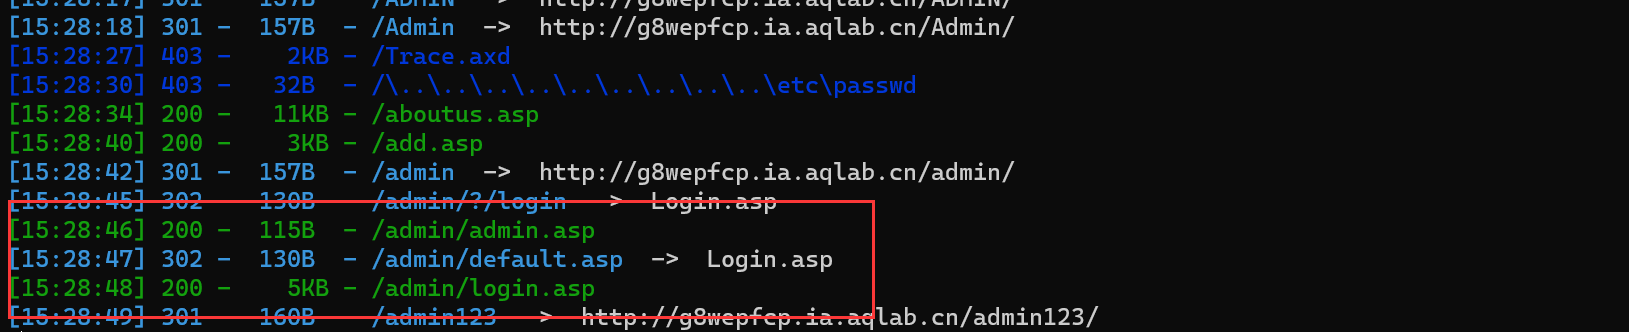 [15:28:17] 301 -   157B  - /ADMIN  ->  http://g8wepfcp.ia.aqlab.cn/ADMIN/
[15:28:18] 301 -   157B  - /Admin  ->  http://g8wepfcp.ia.aqlab.cn/Admin/
[15:28:27] 403 -     2KB - /Trace.axd
[15:28:30] 403 -    32B  - /\..\..\..\..\..\..\..\..\..\etc\passwd
[15:28:34] 200 -    11KB - /aboutus.asp
[15:28:40] 200 -     3KB - /add.asp
[15:28:42] 301 -   157B  - /admin  ->  http://g8wepfcp.ia.aqlab.cn/admin/
[15:28:45] 302 -   130B  - /admin/?/login  ->  Login.asp
[15:28:46] 200 -   115B  - /admin/admin.asp
[15:28:47] 302 -   130B  - /admin/default.asp  ->  Login.asp
[15:28:48] 200 -     5KB - /admin/login.asp
[15:28:49] 301 -   160B  - /admin123  ->  http://g8wepfcp.ia.aqlab.cn/admin123/